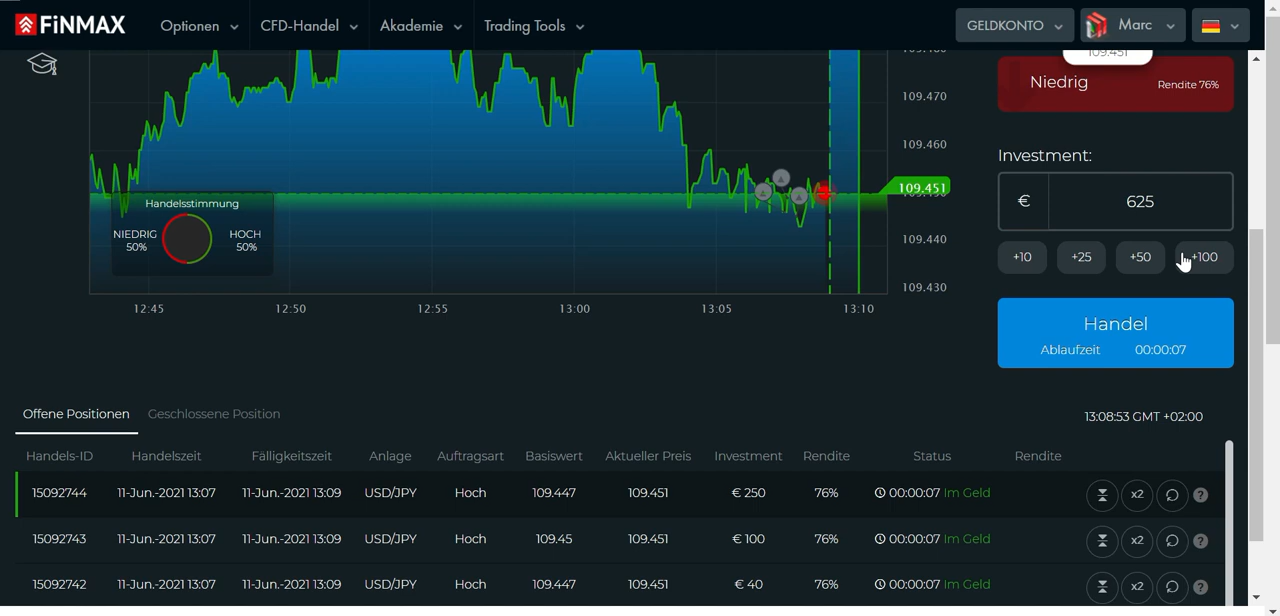 FiNMAX Optionen CFD-Handel Akademie Trading Tools GELDKONTO Marc
109.451
Niedrig Rendite 76%
109.470
109.460
109.451
109.440
109.430
Handelsstimmung
NIEDRIG 50%
HOCH 50%
12:45 12:50 12:55 13:00 13:05 13:10
Investment:
€ 625
+10 +25 +50 +100
Handel
Ablaufzeit 00:00:07
Offene Positionen Geschlossene Position 13:08:53 GMT +02:00
Handels-ID Handelszeit Fälligkeitszeit Anlage Auftragsart Basiswert Aktueller Preis Investment Rendite Status Rendite
15092744 11-Jun.-2021 13:07 11-Jun.-2021 13:09 USD/JPY Hoch 109.447 109.451 € 250 76% 00:00:07 Im Geld x2 ?
15092743 11-Jun.-2021 13:07 11-Jun.-2021 13:09 USD/JPY Hoch 109.45 109.451 € 100 76% 00:00:07 Im Geld x2 ?
15092742 11-Jun.-2021 13:07 11-Jun.-2021 13:09 USD/JPY Hoch 109.447 109.451 € 40 76% 00:00:07 Im Geld x2 ?